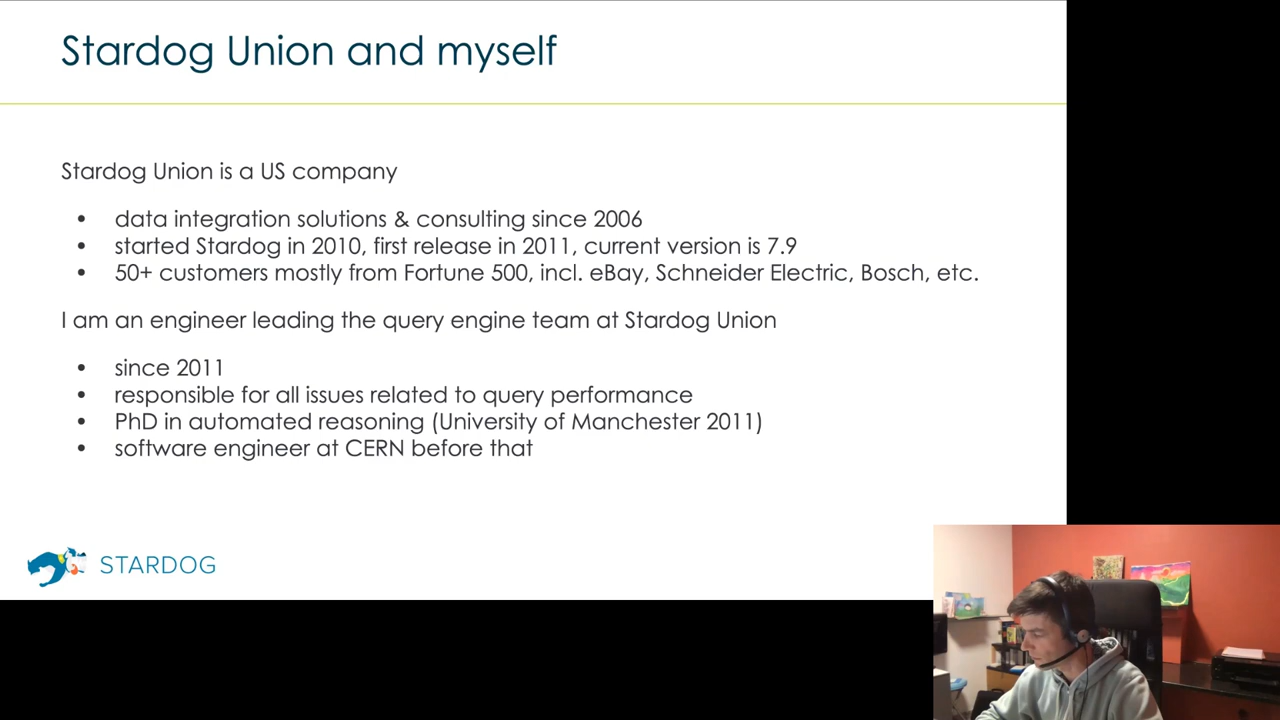 Stardog Union and myself
Stardog Union is a US company
• data integration solutions & consulting since 2006
• started Stardog in 2010, first release in 2011, current version is 7.9
• 50+ customers mostly from Fortune 500, incl. eBay, Schneider Electric, Bosch, etc.
I am an engineer leading the query engine team at Stardog Union
• since 2011
• responsible for all issues related to query performance
• PhD in automated reasoning (University of Manchester 2011)
• software engineer at CERN before that
STARDOG